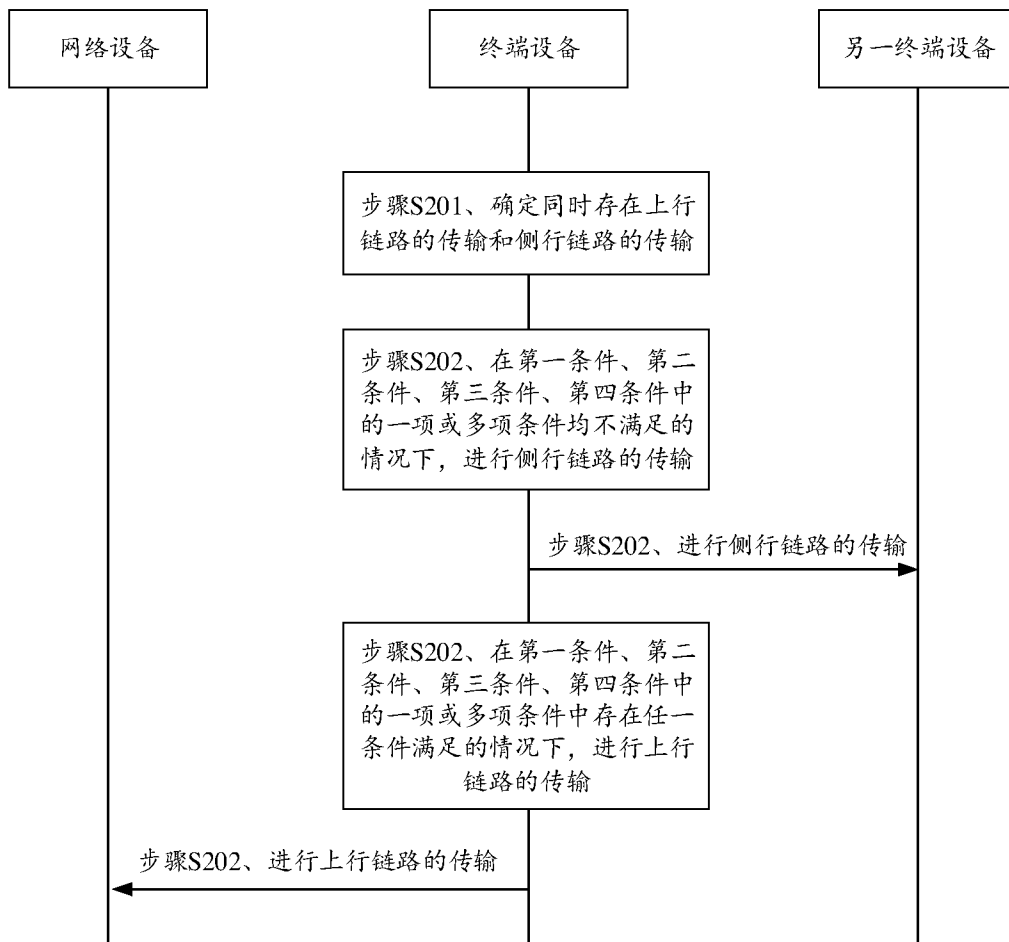 网络设备
终端设备
另一终端设备
步骤S201、确定同时存在上行
链路的传输和侧行链路的传输
步骤S202、在第一条件、第二
条件、第三条件、第四条件中
的一项或多项条件均不满足的
情况下，进行侧行链路的传输
步骤S202、进行侧行链路的传输
步骤S202、在第一条件、第二
条件、第三条件、第四条件中
的一项或多项条件中存在任一
条件满足的情况下，进行上行
链路的传输
步骤S202、进行上行链路的传输